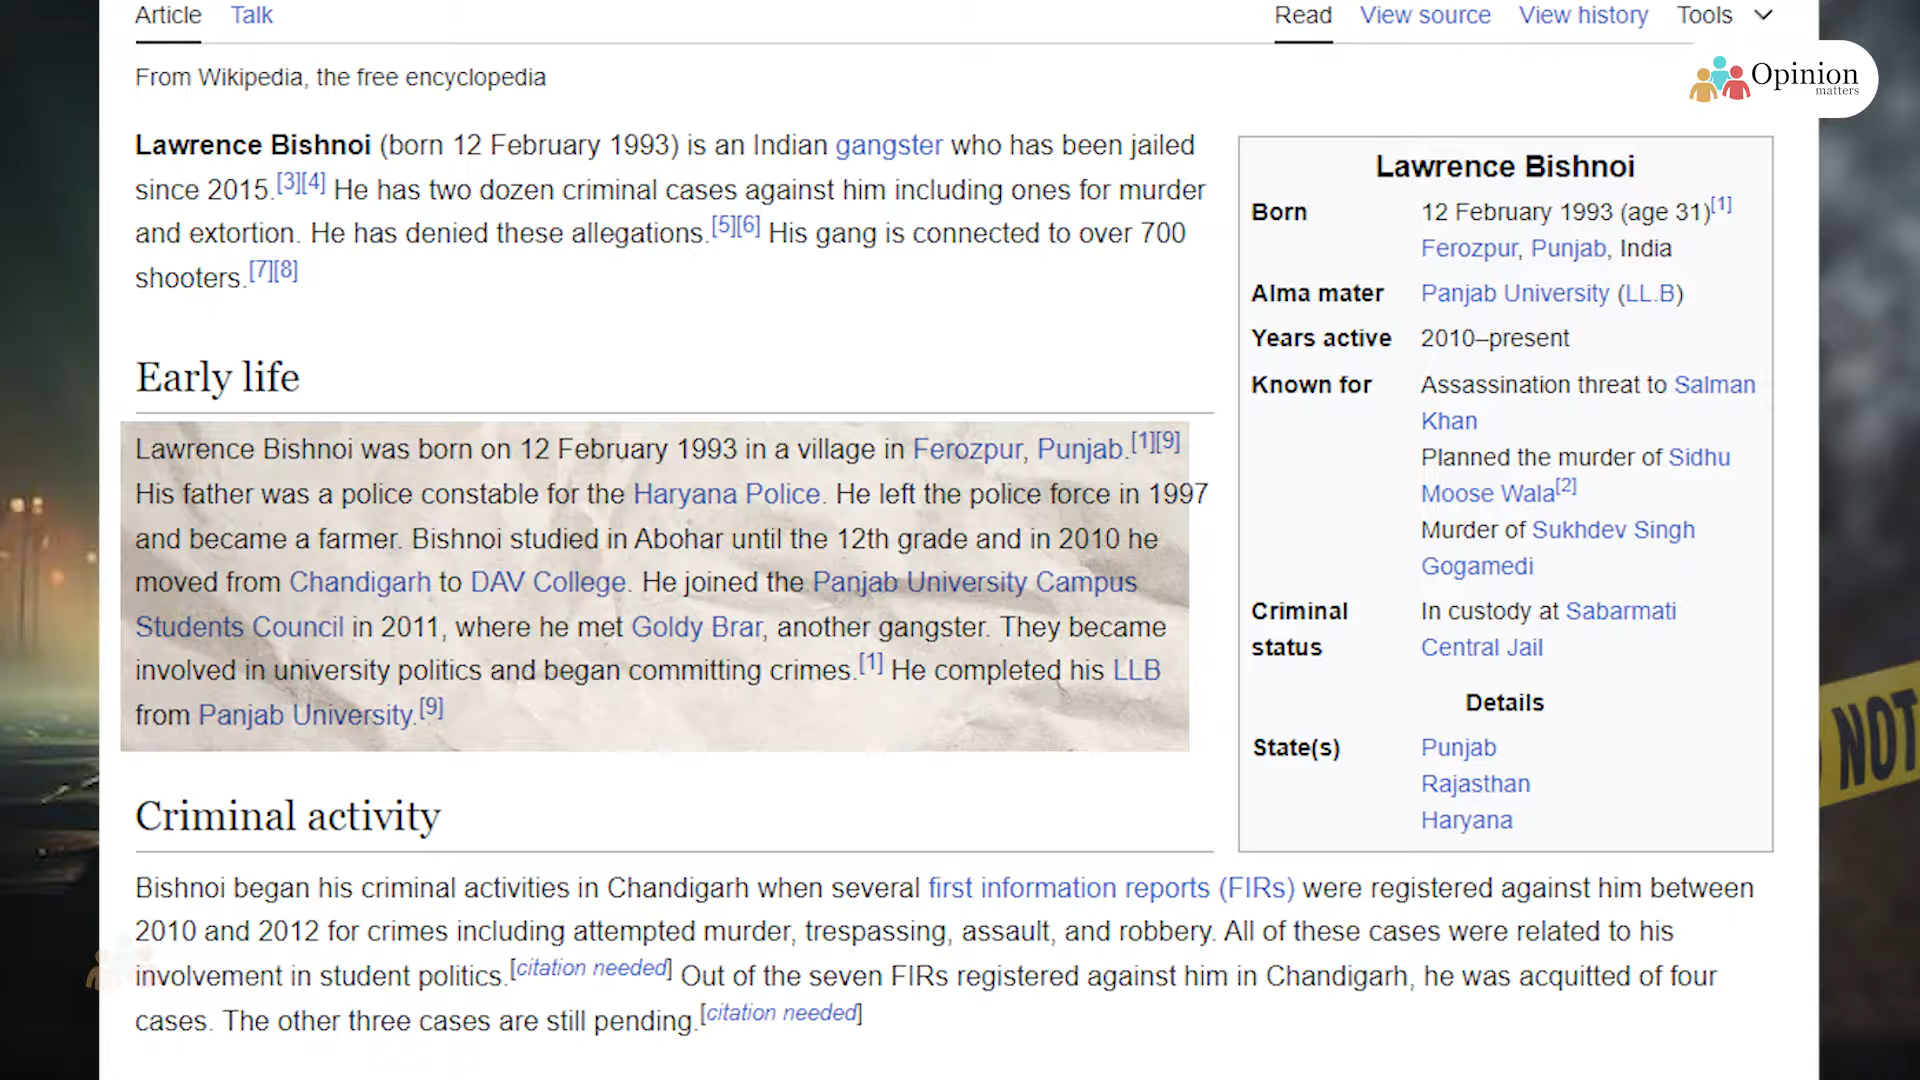 Article Talk Read View source View history Tools
Opinion
matters
From Wikipedia, the free encyclopedia
Lawrence Bishnoi (born 12 February 1993) is an Indian gangster who has been jailed
since 2015.[3][4] He has two dozen criminal cases against him including ones for murder
and extortion. He has denied these allegations.[5][6] His gang is connected to over 700
shooters.[7][8]
Early life
Lawrence Bishnoi was born on 12 February 1993 in a village in Ferozpur, Punjab.[1][9]
His father was a police constable for the Haryana Police. He left the police force in 1997
and became a farmer. Bishnoi studied in Abohar until the 12th grade and in 2010 he
moved from Chandigarh to DAV College. He joined the Panjab University Campus
Students Council in 2011, where he met Goldy Brar, another gangster. They became
involved in university politics and began committing crimes.[1] He completed his LLB
from Panjab University.[9]
Lawrence Bishnoi
Born 12 February 1993 (age 31)[1]
Ferozpur, Punjab, India
Alma mater Panjab University (LL.B)
Years active 2010–present
Known for Assassination threat to Salman
Khan
Planned the murder of Sidhu
Moose Wala[2]
Murder of Sukhdev Singh
Gogamedi
Criminal In custody at Sabarmati
status Central Jail
Details
State(s) Punjab
Rajasthan
Haryana
NOT
Criminal activity
Bishnoi began his criminal activities in Chandigarh when several first information reports (FIRs) were registered against him between
2010 and 2012 for crimes including attempted murder, trespassing, assault, and robbery. All of these cases were related to his
involvement in student politics.[citation needed] Out of the seven FIRs registered against him in Chandigarh, he was acquitted of four
cases. The other three cases are still pending.[citation needed]